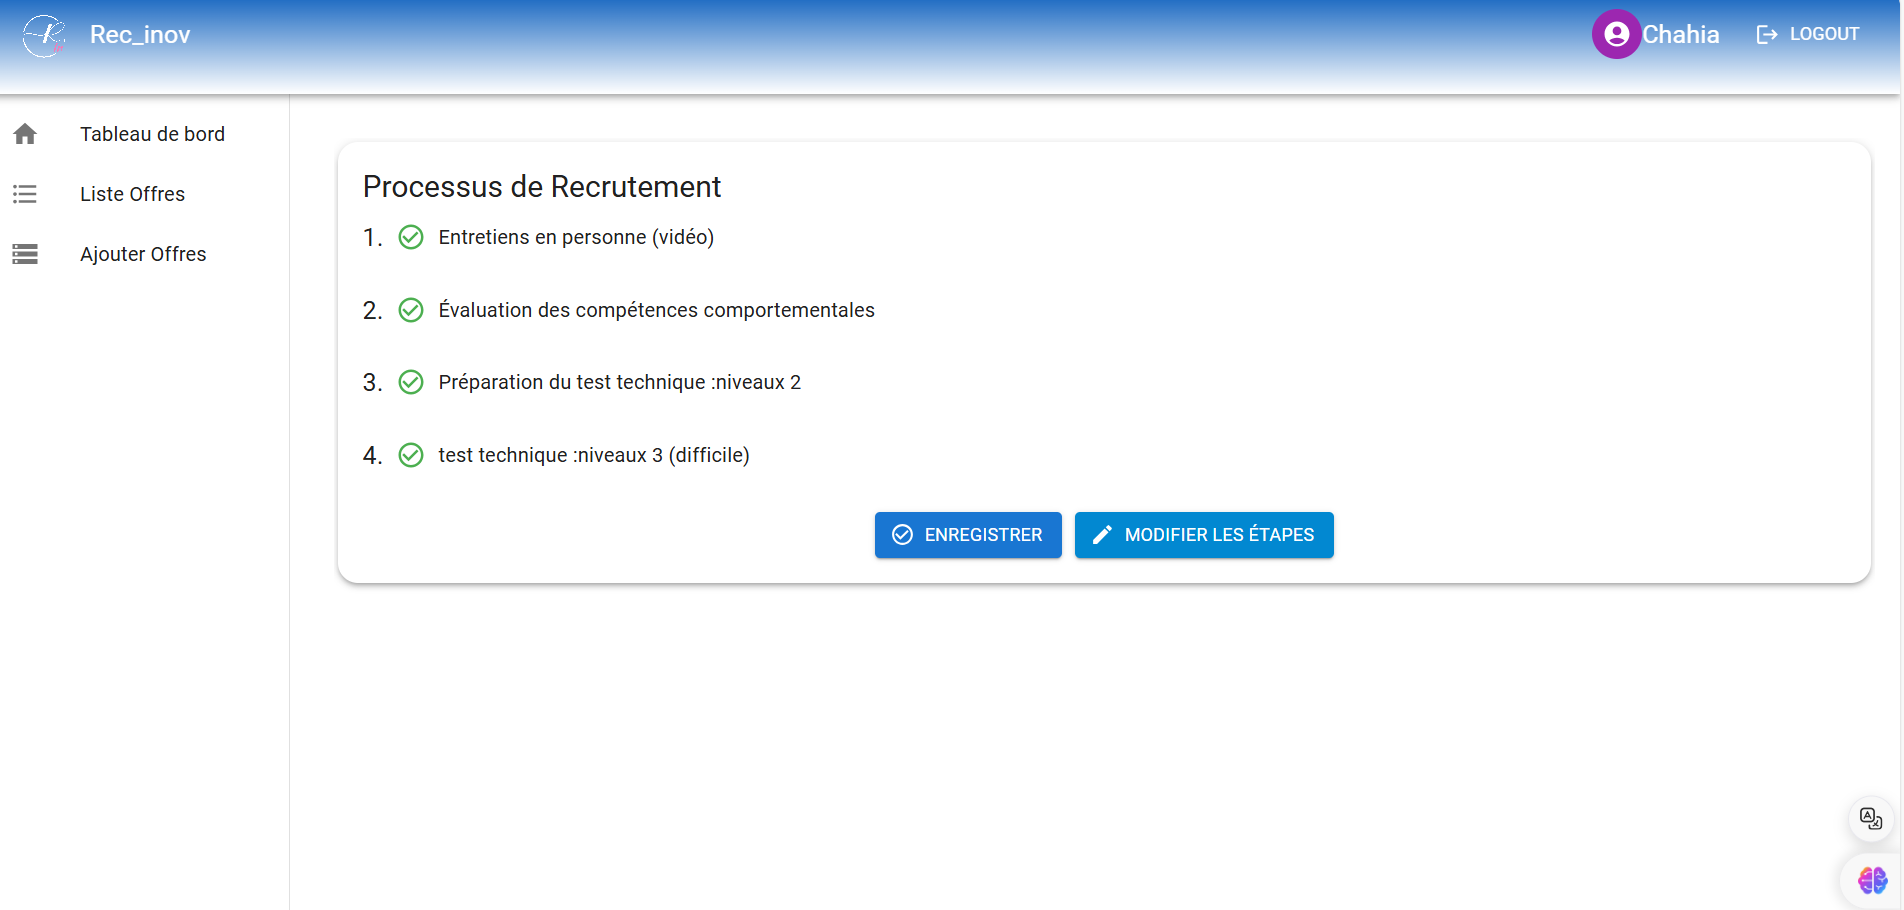 Rec_inov
Chahia
LOGOUT
Tableau de bord
Liste Offres
Ajouter Offres
Processus de Recrutement
1. Entretiens en personne (vidéo)
2. Évaluation des compétences comportementales
3. Préparation du test technique :niveaux 2
4. test technique :niveaux 3 (difficile)
ENREGISTRER
MODIFIER LES ÉTAPES